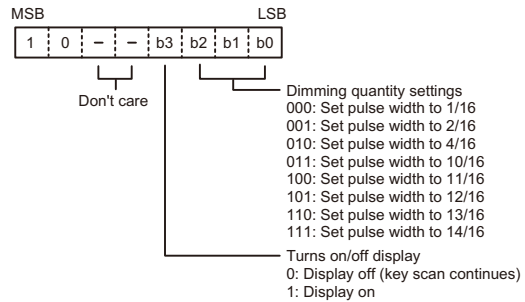 MSB LSB
1 0 – – b3 b2 b1 b0
Don't care
Dimming quantity settings
000: Set pulse width to 1/16
001: Set pulse width to 2/16
010: Set pulse width to 4/16
011: Set pulse width to 10/16
100: Set pulse width to 11/16
101: Set pulse width to 12/16
110: Set pulse width to 13/16
111: Set pulse width to 14/16
Turns on/off display
0: Display off (key scan continues)
1: Display on